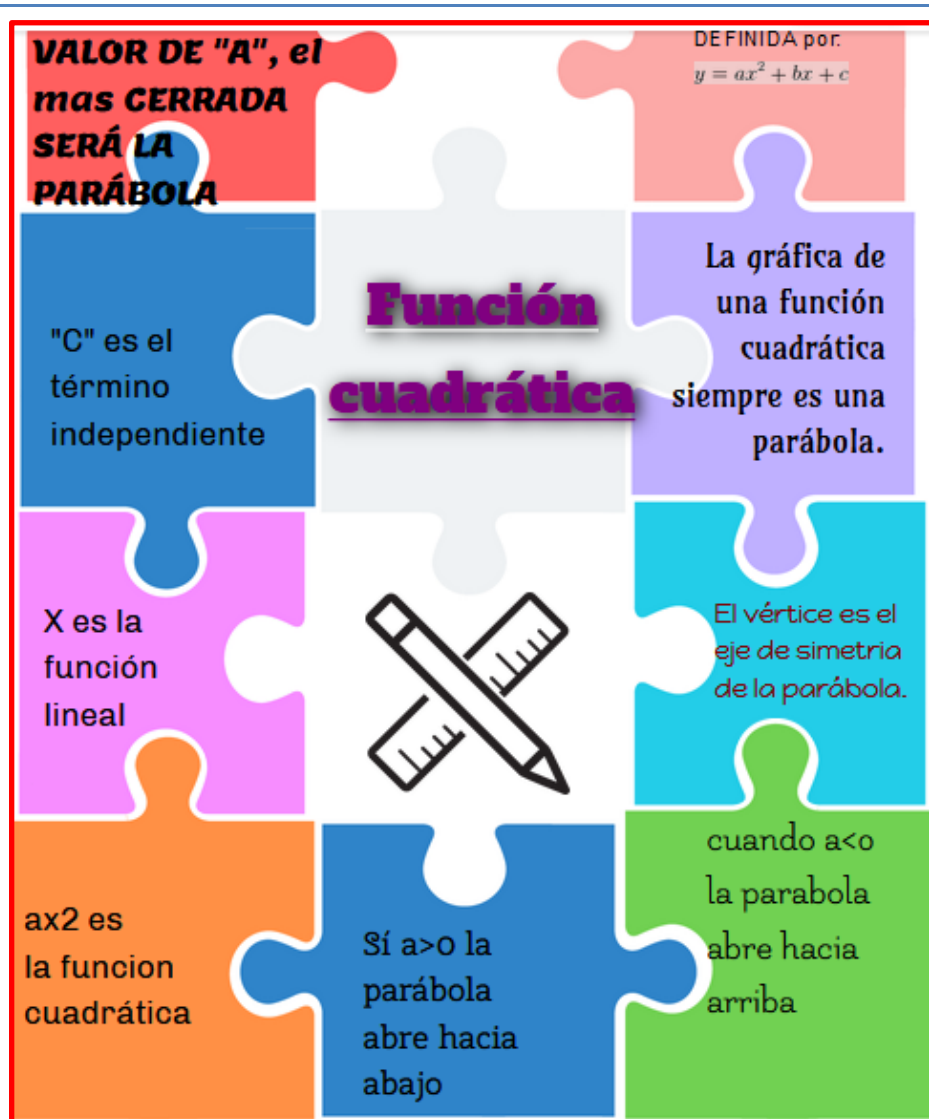 VALOR DE "A", el
mas CERRADA
SERÁ LA
PARÁBOLA
DEFINIDA por:
y = ax² + bx + c
"C" es el
término
independiente
Función
cuadrática
La gráfica de
una función
cuadrática
siempre es una
parábola.
X es la
función
lineal
El vértice es el
eje de simetria
de la parábola.
ax2 es
la funcion
cuadrática
Sí a>0 la
parábola
abre hacia
abajo
cuando a<0
la parabola
abre hacia
arriba